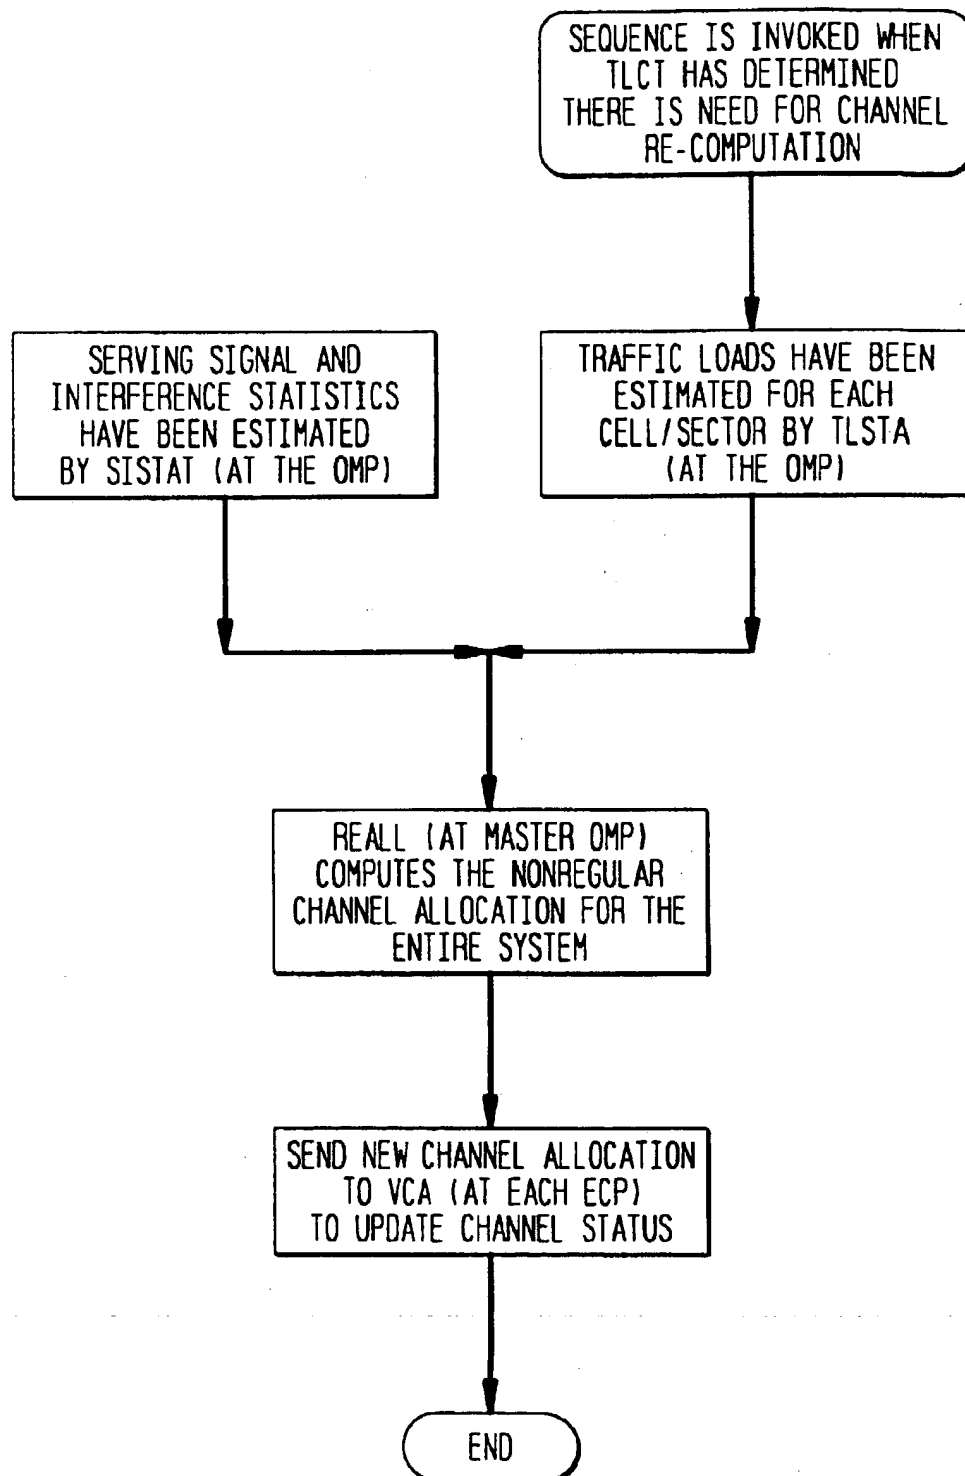 SEQUENCE IS INVOKED WHEN
TLCT HAS DETERMINED
THERE IS NEED FOR CHANNEL
RE-COMPUTATION
SERVING SIGNAL AND
INTERFERENCE STATISTICS
HAVE BEEN ESTIMATED
BY SISTAT (AT THE OMP)
TRAFFIC LOADS HAVE BEEN
ESTIMATED FOR EACH
CELL/SECTOR BY TLSTA
(AT THE OMP)
REALL (AT MASTER OMP)
COMPUTES THE NONREGULAR
CHANNEL ALLOCATION FOR THE
ENTIRE SYSTEM
SEND NEW CHANNEL ALLOCATION
TO VCA (AT EACH ECP)
TO UPDATE CHANNEL STATUS
END